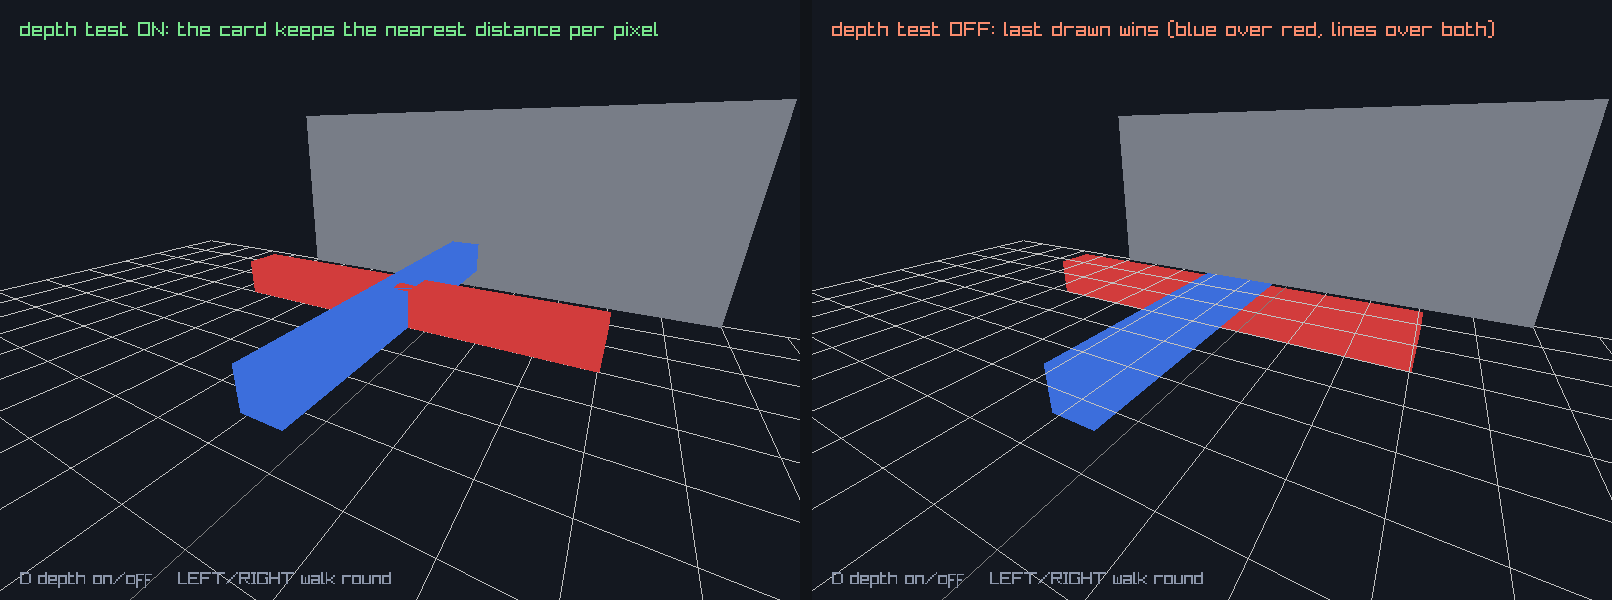 depth test ON: the card keeps the nearest distance per pixel
depth test OFF: last drawn wins (blue over red, lines over both)
D depth on/off LEFT/RIGHT walk round
D depth on/off LEFT/RIGHT walk round